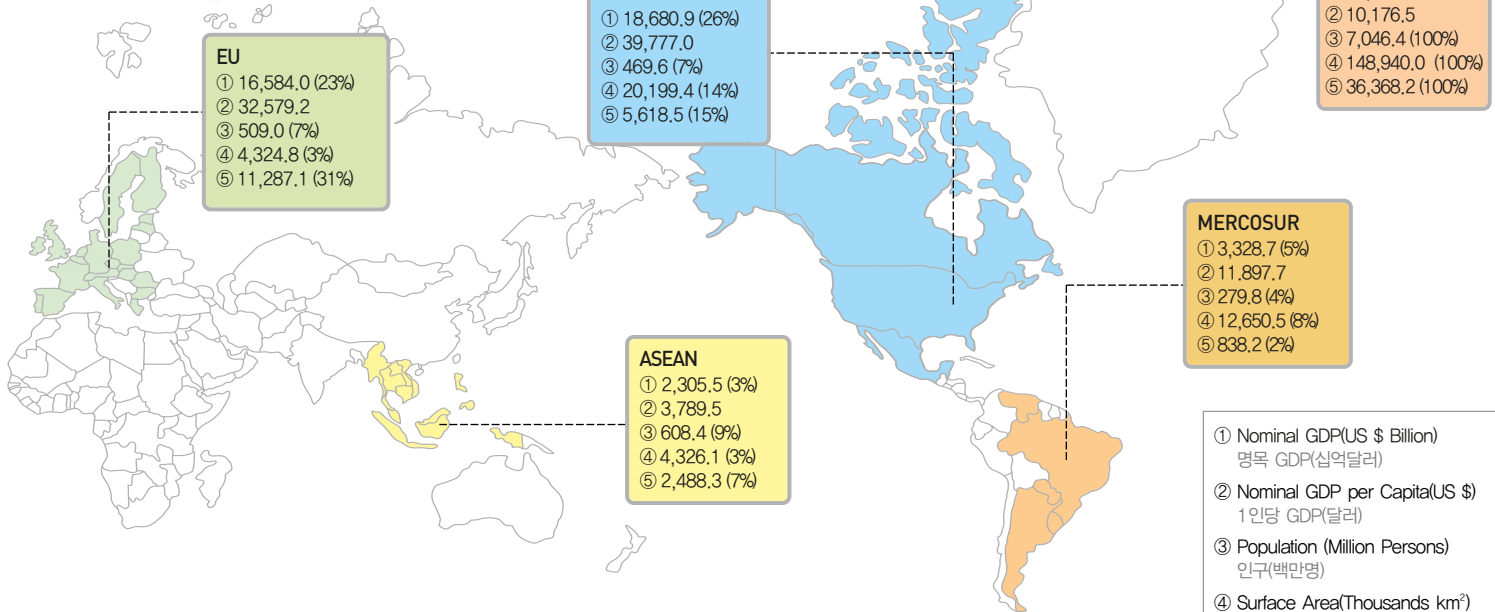 ① 18,680.9 (26%)
② 39,777.0
③ 469.6 (7%)
④ 20,199.4 (14%)
⑤ 5,618.5 (15%)
② 10,176.5
③ 7,046.4 (100%)
④ 148,940.0 (100%)
⑤ 36,368.2 (100%)
EU
① 16,584.0 (23%)
② 32,579.2
③ 509.0 (7%)
④ 4,324.8 (3%)
⑤ 11,287.1 (31%)
MERCOSUR
① 3,328.7 (5%)
② 11.897.7
③ 279.8 (4%)
④ 12,650.5 (8%)
⑤ 838.2 (2%)
ASEAN
① 2,305.5 (3%)
② 3,789.5
③ 608.4 (9%)
④ 4,326.1 (3%)
⑤ 2,488.3 (7%)
① Nominal GDP(US $ Billion)
명목 GDP(십억달러)
② Nominal GDP per Capita(US $)
1인당 GDP(달러)
③ Population (Million Persons)
인구(백만명)
④ Surface Area(Thousands km²)